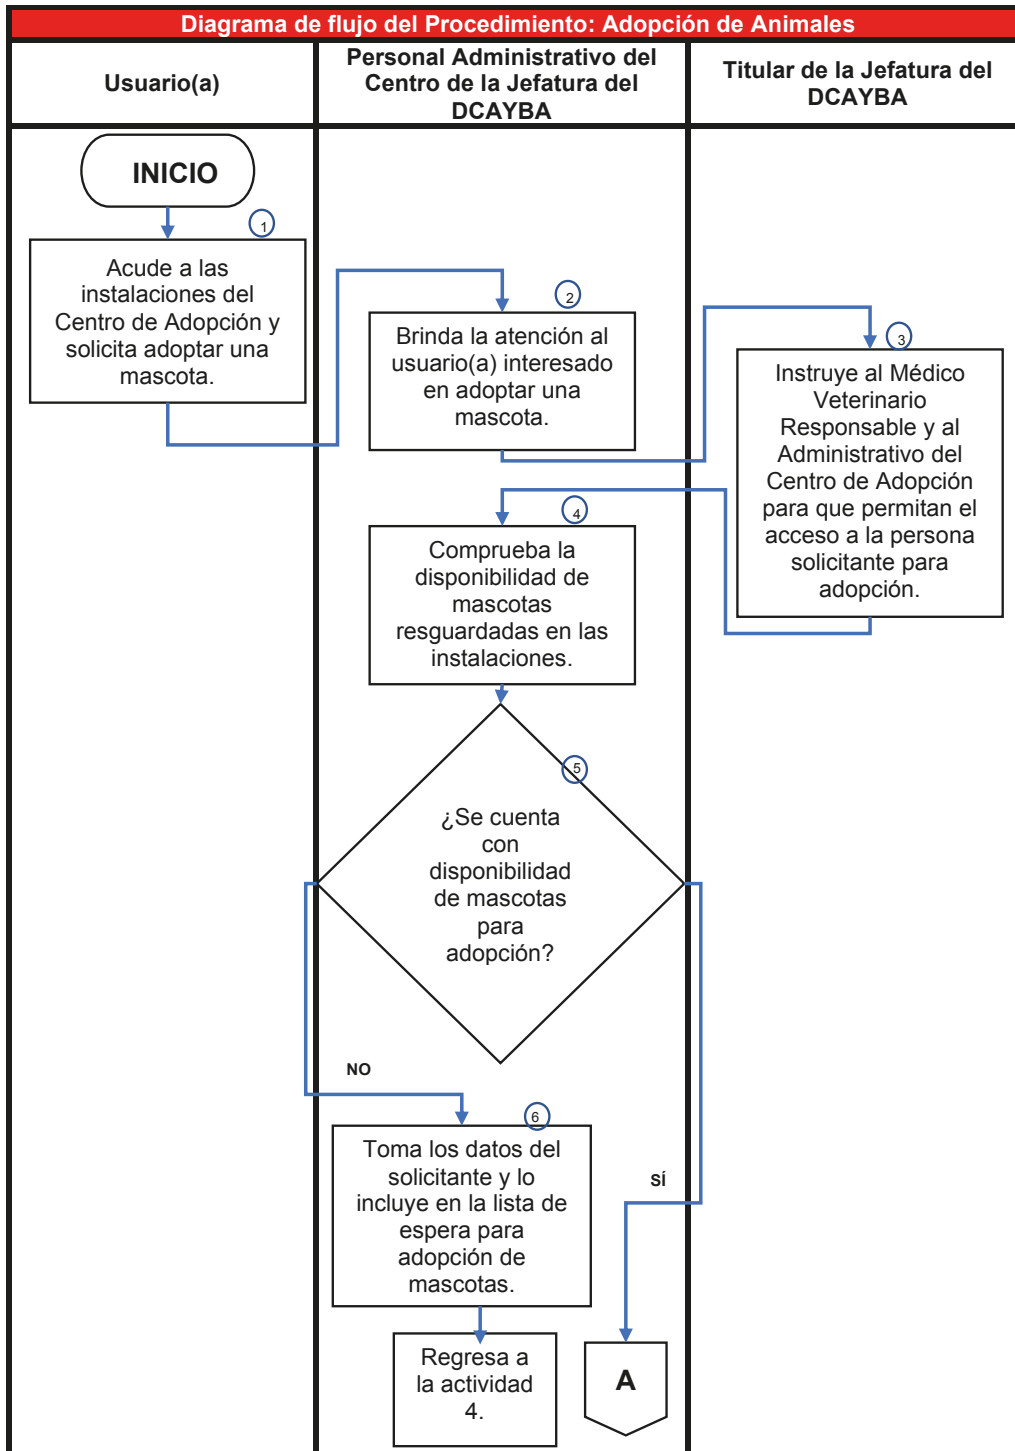 Diagrama de flujo del Procedimiento: Adopción de Animales
Usuario(a)
Personal Administrativo del
Centro de la Jefatura del
DCAYBA
Titular de la Jefatura del
DCAYBA
INICIO
1
Acude a las
instalaciones del
Centro de Adopción y
solicita adoptar una
mascota.
2
Brinda la atención al
usuario(a) interesado
en adoptar una
mascota.
3
Instruye al Médico
Veterinario
Responsable y al
Administrativo del
Centro de Adopción
para que permitan el
acceso a la persona
solicitante para
adopción.
4
Comprueba la
disponibilidad de
mascotas
resguardadas en las
instalaciones.
5
¿Se cuenta
con
disponibilidad
de mascotas
para
adopción?
NO
6
Toma los datos del
solicitante y lo
incluye en la lista de
espera para
adopción de
mascotas.
SÍ
Regresa a
la actividad
4.
A